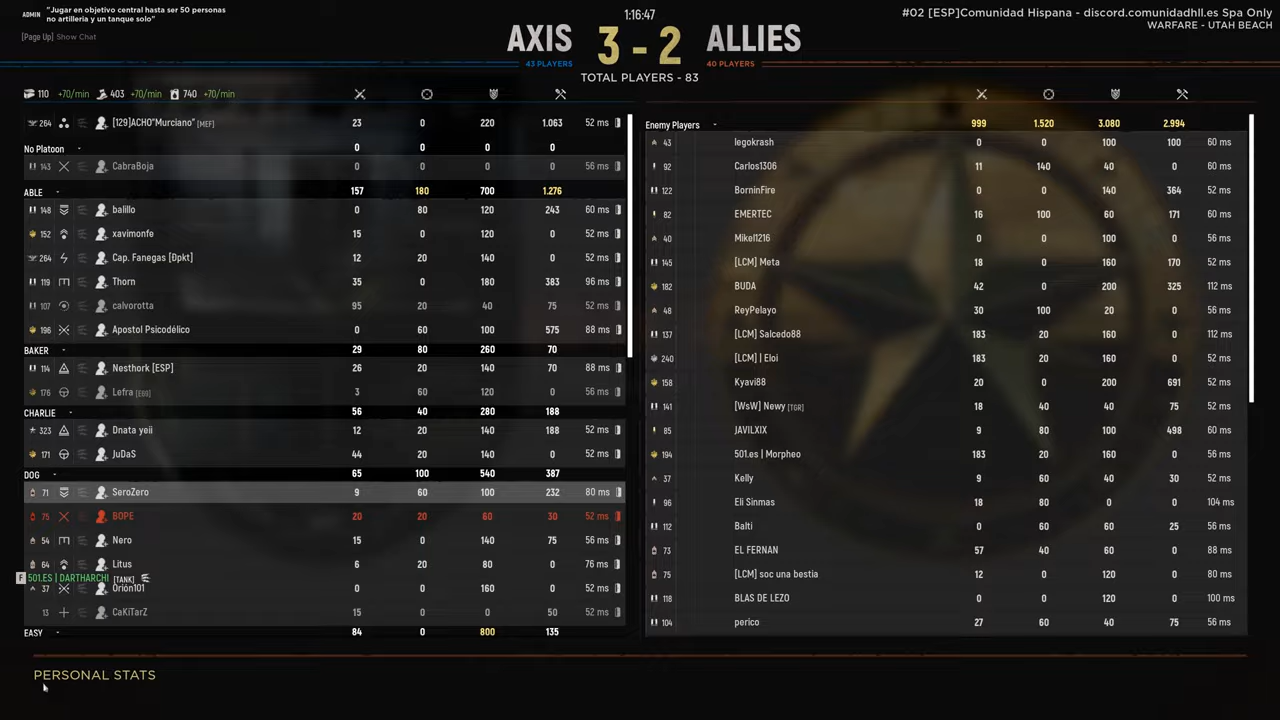 ADMIN "Jugar en objetivo central hasta ser 50 personas
no artilleria y un tanque solo"
[Page Up] Show Chat
1:16:47
AXIS 3 - 2 ALLIES
43 PLAYERS 40 PLAYERS
TOTAL PLAYERS - 83
#02 [ESP]Comunidad Hispana - discord.comunidadhll.es Spa Only
WARFARE - UTAH BEACH
110 +70/min 403 +70/min 740 +70/min
264 [129]ACHO"Murciano" [MEF] 23 0 220 1.063 52 ms
No Platoon - 0 0 0 0
143 CabraBoja 0 0 0 0 56 ms
ABLE - 157 180 700 1.276
148 balillo 0 80 120 243 60 ms
152 xavimonfe 15 0 120 0 52 ms
264 Cap. Fanegas [Dpkt] 12 20 140 0 52 ms
119 Thorn 35 0 180 383 96 ms
107 calvorotta 95 20 40 75 52 ms
196 Apostol Psicodélico 0 60 100 575 88 ms
BAKER - 29 80 260 70
114 Nesthork [ESP] 26 20 140 70 88 ms
176 Lefra [E69] 3 60 120 0 56 ms
CHARLIE - 56 40 280 188
323 Dnata yeii 12 20 140 188 52 ms
171 JuDaS 44 20 140 0 52 ms
DOG - 65 100 540 387
71 SeroZero 9 60 100 232 80 ms
75 BOPE 20 20 60 30 52 ms
54 Nero 15 0 140 75 56 ms
64 Litus 6 20 80 0 76 ms
F 501.ES | DARTHARCHI [TANK]
37 Orión101 0 0 160 0 52 ms
13 CaKiTarZ 15 0 0 50 52 ms
EASY - 84 0 800 135
Enemy Players - 999 1.520 3.080 2.994
43 legokrash 0 0 100 100 60 ms
92 Carlos1306 11 140 40 0 60 ms
122 BorninFire 0 0 140 364 52 ms
82 EMERTEC 16 100 60 171 60 ms
40 Mikel1216 0 0 100 0 56 ms
145 [LCM] Meta 18 0 160 170 52 ms
182 BUDA 42 0 200 325 112 ms
48 ReyPelayo 30 100 20 0 56 ms
137 [LCM] Salcedo88 183 20 160 0 112 ms
240 [LCM] | Eloi 183 20 160 0 52 ms
158 Kyavi88 20 0 200 691 52 ms
141 [WsW] Newy [TGR] 18 40 40 75 52 ms
85 JAVILXIX 9 80 100 498 60 ms
194 501.es | Morpheo 183 20 160 0 52 ms
37 Kelly 9 60 40 30 52 ms
96 Eli Sinmas 18 80 0 0 104 ms
112 Balti 0 60 60 25 56 ms
73 EL FERNAN 57 40 60 0 88 ms
75 [LCM] soc una bestia 12 0 120 0 80 ms
118 BLAS DE LEZO 0 0 120 0 100 ms
104 perico 27 60 40 75 56 ms
PERSONAL STATS